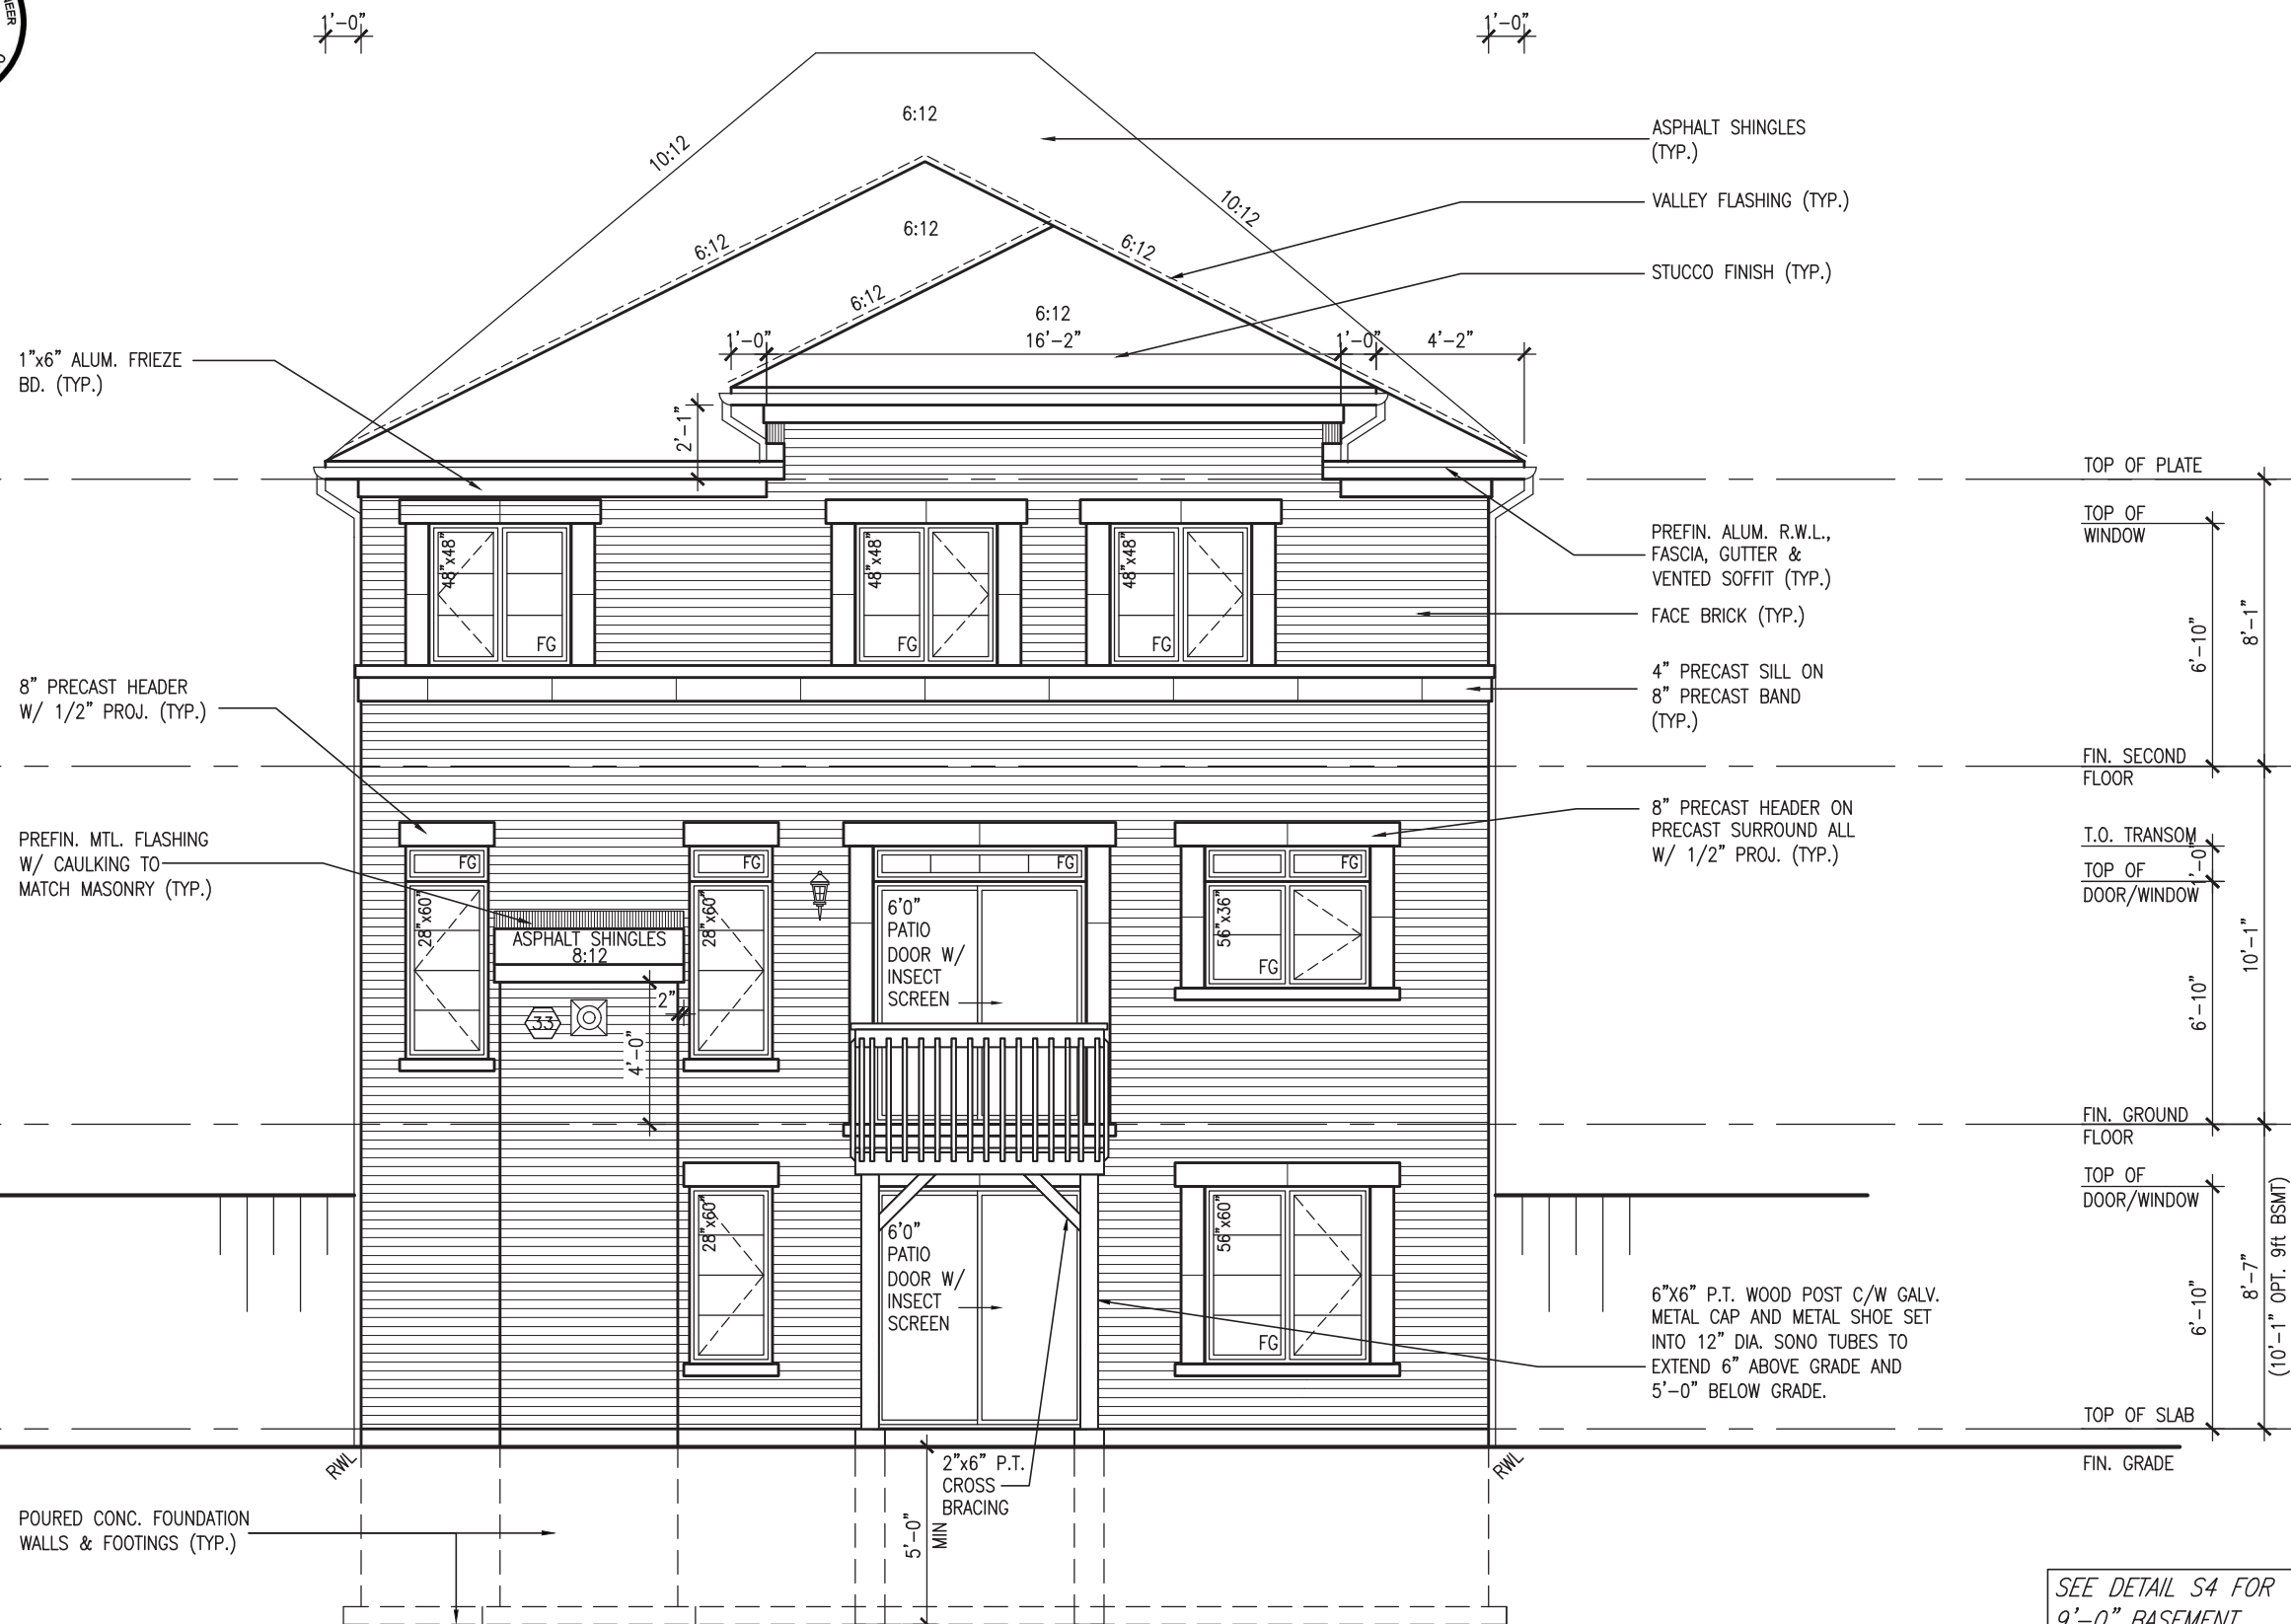 NEER
1'-0"
1'-0"
6:12
10:12
10:12
ASPHALT SHINGLES
(TYP.)
VALLEY FLASHING (TYP.)
6:12
6:12
6:12
STUCCO FINISH (TYP.)
6:12
6:12
1'-0"
16'-2"
1'-0"
4'-2"
1"x6" ALUM. FRIEZE
BD. (TYP.)
2'-1"
TOP OF PLATE
TOP OF
WINDOW
48"x48"
FG
48"x48"
FG
48"x48"
FG
PREFIN. ALUM. R.W.L.,
FASCIA, GUTTER &
VENTED SOFFIT (TYP.)
FACE BRICK (TYP.)
6'-10"
8'-1"
8" PRECAST HEADER
W/ 1/2" PROJ. (TYP.)
4" PRECAST SILL ON
8" PRECAST BAND
(TYP.)
FIN. SECOND
FLOOR
PREFIN. MTL. FLASHING
W/ CAULKING TO
MATCH MASONRY (TYP.)
8" PRECAST HEADER ON
PRECAST SURROUND ALL
W/ 1/2" PROJ. (TYP.)
T.O. TRANSOM
TOP OF
DOOR/WINDOW
'-0"
FG
28"x60"
FG
28"x60"
FG
FG
56"x36"
FG
ASPHALT SHINGLES
8:12
6'0"
PATIO
DOOR W/
INSECT
SCREEN
33
2"
4'-0"
6'-10"
10'-1"
FIN. GROUND
FLOOR
TOP OF
DOOR/WINDOW
28"x60"
6'0"
PATIO
DOOR W/
INSECT
SCREEN
56"x60"
FG
6"X6" P.T. WOOD POST C/W GALV.
METAL CAP AND METAL SHOE SET
INTO 12" DIA. SONO TUBES TO
EXTEND 6" ABOVE GRADE AND
5'-0" BELOW GRADE.
6'-10"
8'-7"
(10'-1" OPT. 9ft BSMT)
TOP OF SLAB
FIN. GRADE
RWL
RWL
2"x6" P.T.
CROSS
BRACING
5'-0"
MIN
POURED CONC. FOUNDATION
WALLS & FOOTINGS (TYP.)
SEE DETAIL S4 FOR
9'-0" BASEMENT